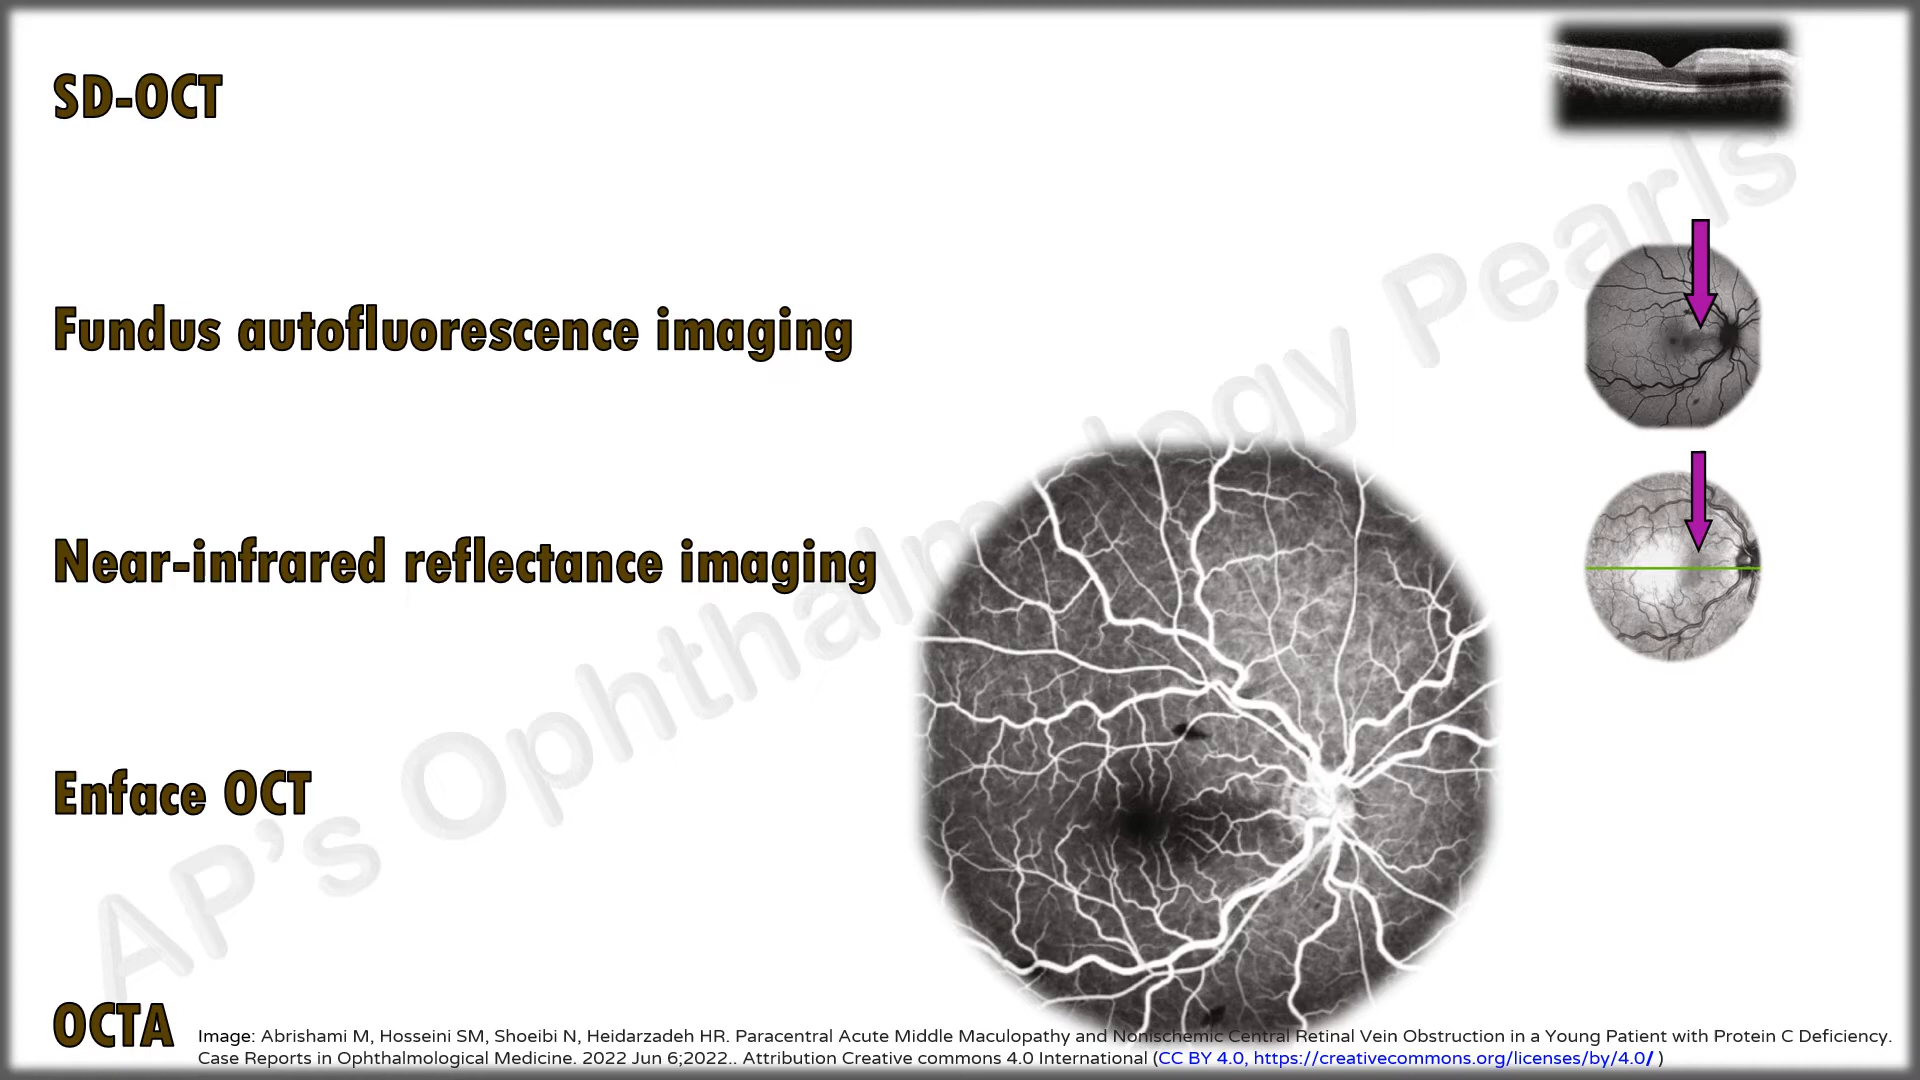 SD-OCT
Fundus autofluorescence imaging
Near-infrared reflectance imaging
Enface OCT
OCTA
AP's Ophthalmology Pearls
Image: Abrishami M, Hosseini SM, Shoeibi N, Heidarzadeh HR. Paracentral Acute Middle Maculopathy and Nonischemic Central Retinal Vein Obstruction in a Young Patient with Protein C Deficiency.
Case Reports in Ophthalmological Medicine. 2022 Jun 6;2022.. Attribution Creative commons 4.0 International (CC BY 4.0, https://creativecommons.org/licenses/by/4.0/ )